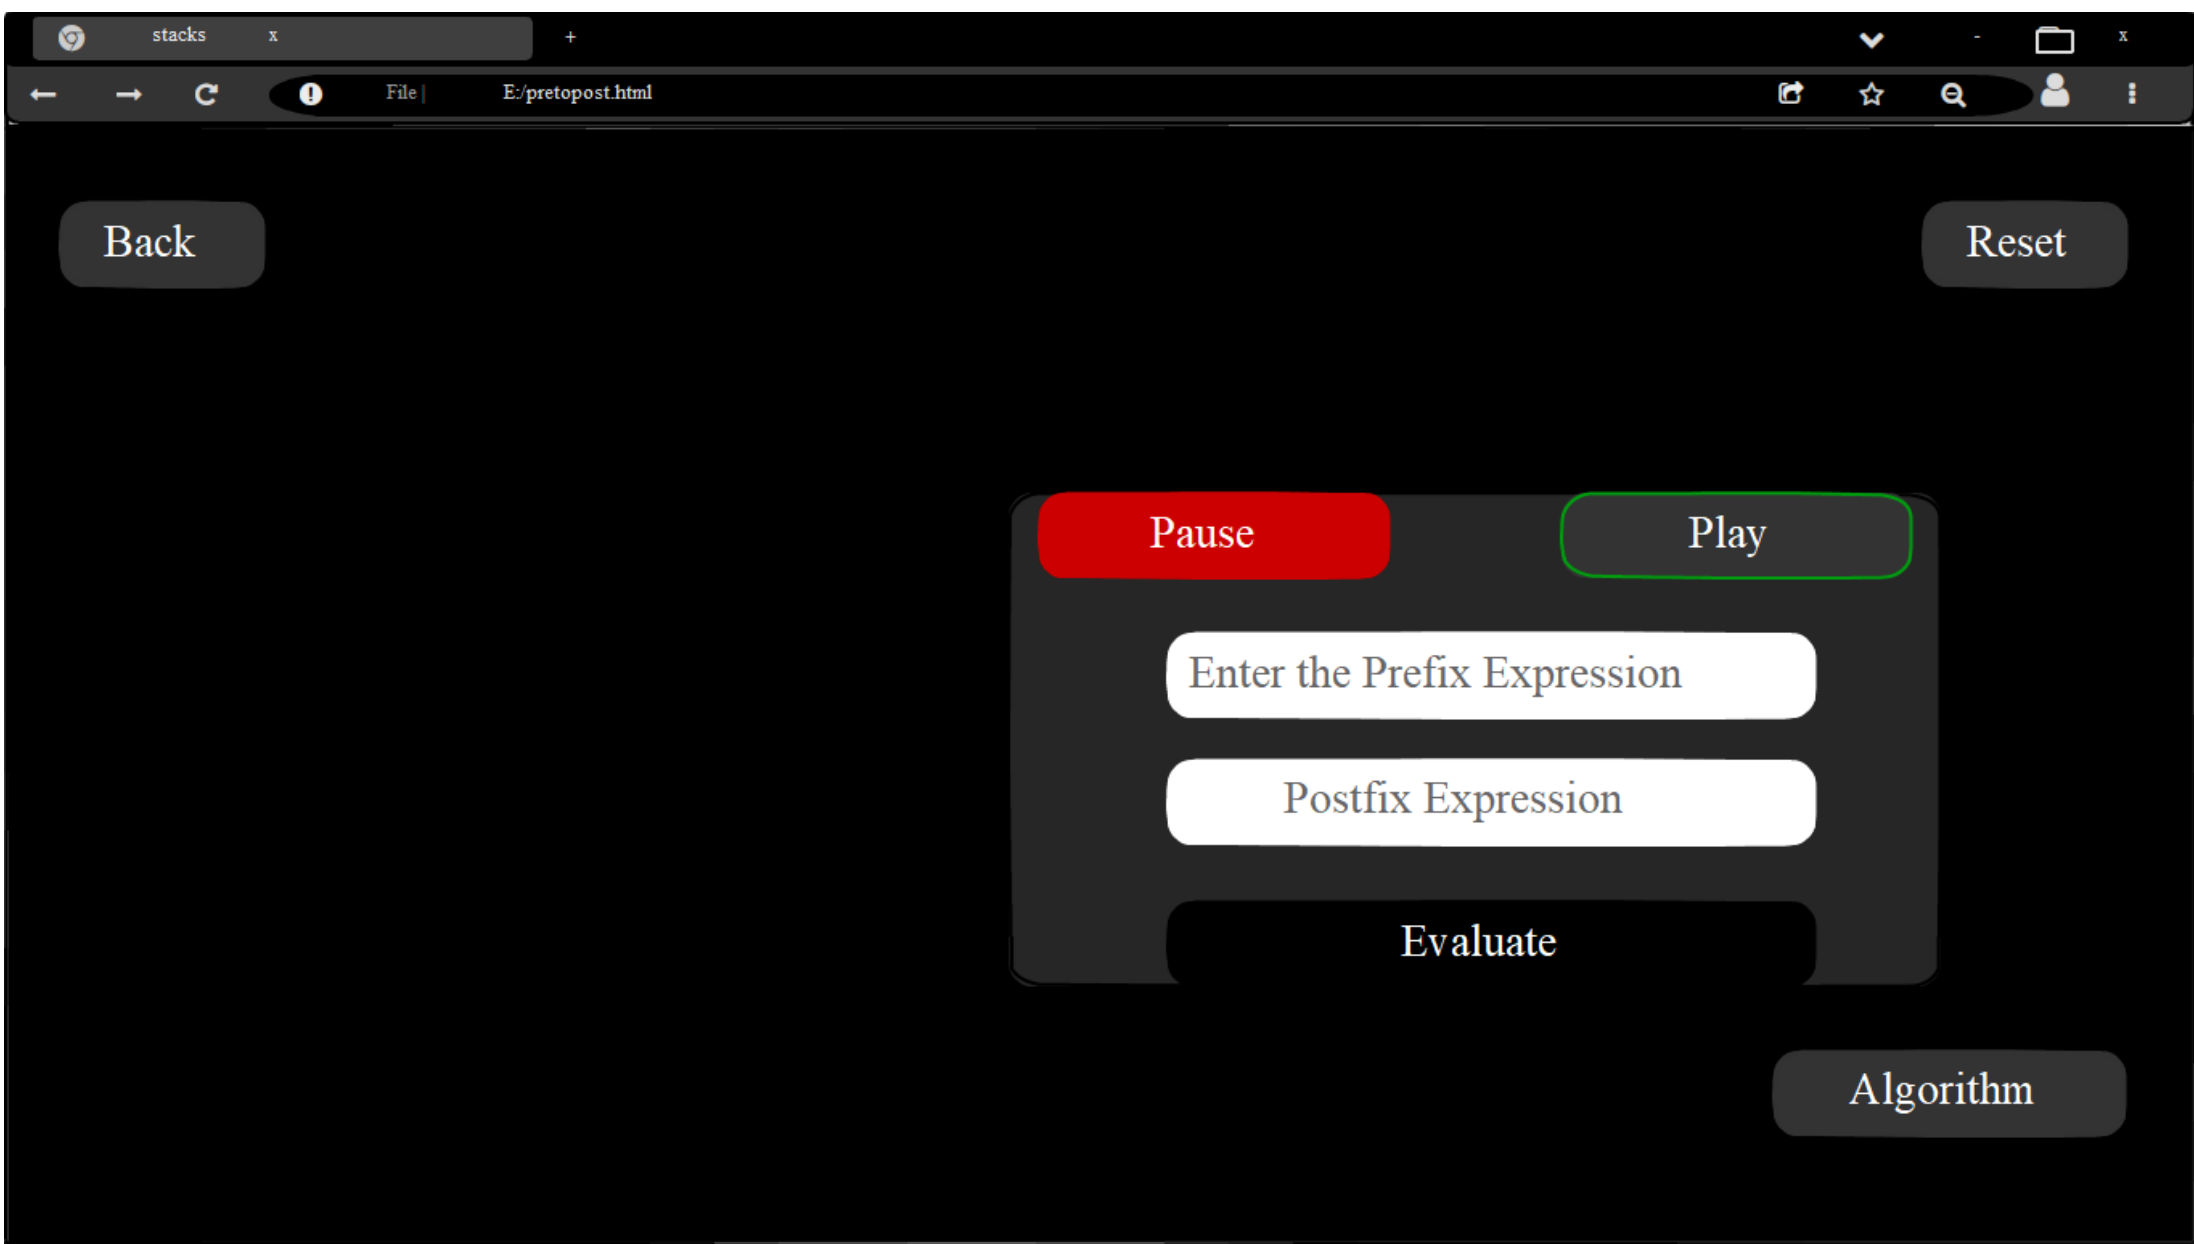 stacks x +
- x
File | E:/pretopost.html
Back
Reset
Pause
Play
Enter the Prefix Expression
Postfix Expression
Evaluate
Algorithm